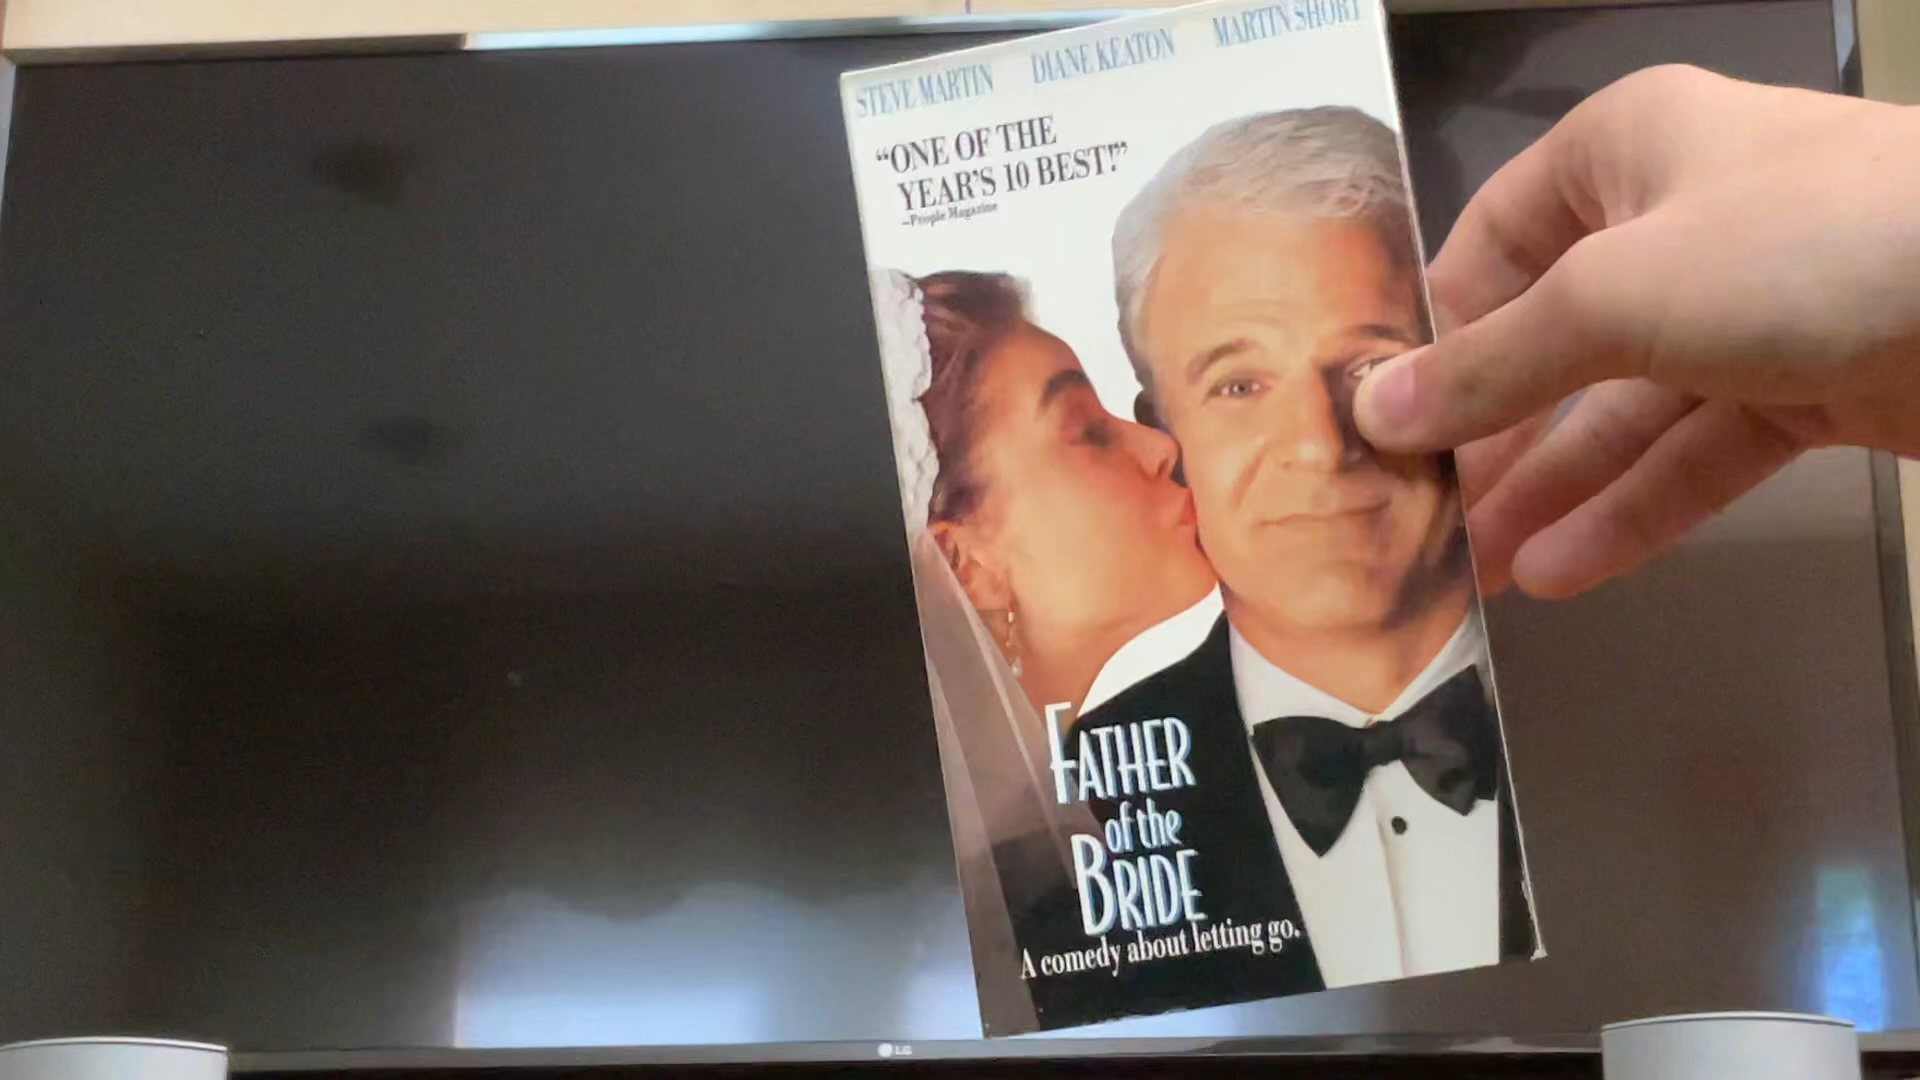 STEVE MARTIN DIANE KEATON MARTIN SHORT
“ONE OF THE
YEAR'S 10 BEST!”
–People Magazine
FATHER
of the
BRIDE
A comedy about letting go.
LG